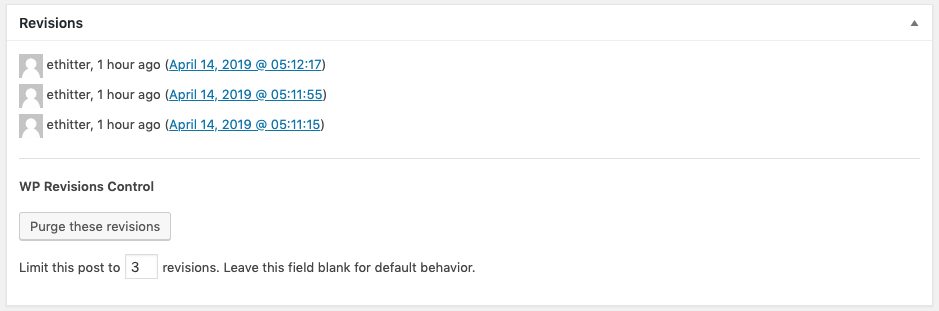 Revisions
ethitter, 1 hour ago (April 14, 2019 @ 05:12:17)
ethitter, 1 hour ago (April 14, 2019 @ 05:11:55)
ethitter, 1 hour ago (April 14, 2019 @ 05:11:15)
WP Revisions Control
Purge these revisions
Limit this post to 3 revisions. Leave this field blank for default behavior.